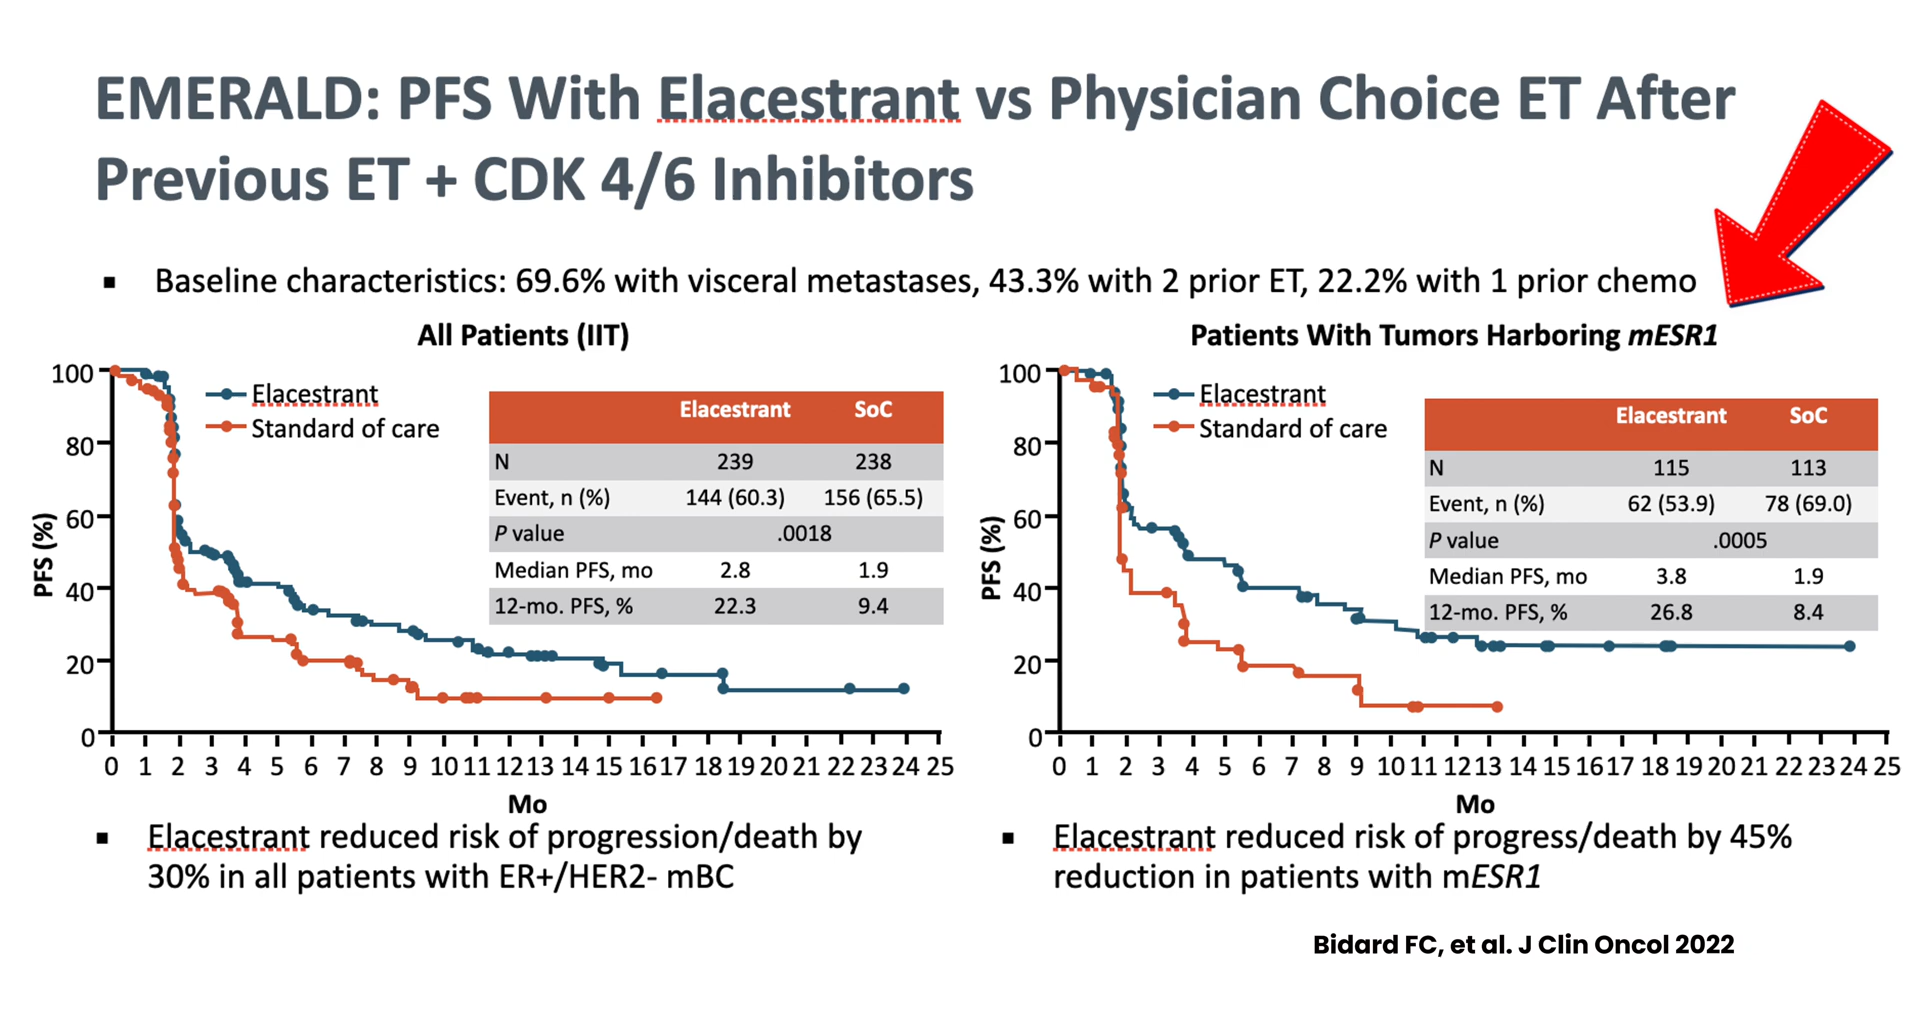 EMERALD: PFS With Elacestrant vs Physician Choice ET After
Previous ET + CDK 4/6 Inhibitors
▪ Baseline characteristics: 69.6% with visceral metastases, 43.3% with 2 prior ET, 22.2% with 1 prior chemo
All Patients (IIT)
PFS (%)
100
80
60
40
20
0
Elacestrant
Standard of care
Elacestrant SoC
N 239 238
Event, n (%) 144 (60.3) 156 (65.5)
P value .0018
Median PFS, mo 2.8 1.9
12-mo. PFS, % 22.3 9.4
0 1 2 3 4 5 6 7 8 9 10 11 12 13 14 15 16 17 18 19 20 21 22 23 24 25
Mo
▪ Elacestrant reduced risk of progression/death by
30% in all patients with ER+/HER2- mBC
Patients With Tumors Harboring mESR1
PFS (%)
100
80
60
40
20
0
Elacestrant
Standard of care
Elacestrant SoC
N 115 113
Event, n (%) 62 (53.9) 78 (69.0)
P value .0005
Median PFS, mo 3.8 1.9
12-mo. PFS, % 26.8 8.4
0 1 2 3 4 5 6 7 8 9 10 11 12 13 14 15 16 17 18 19 20 21 22 23 24 25
Mo
▪ Elacestrant reduced risk of progress/death by 45%
reduction in patients with mESR1
Bidard FC, et al. J Clin Oncol 2022